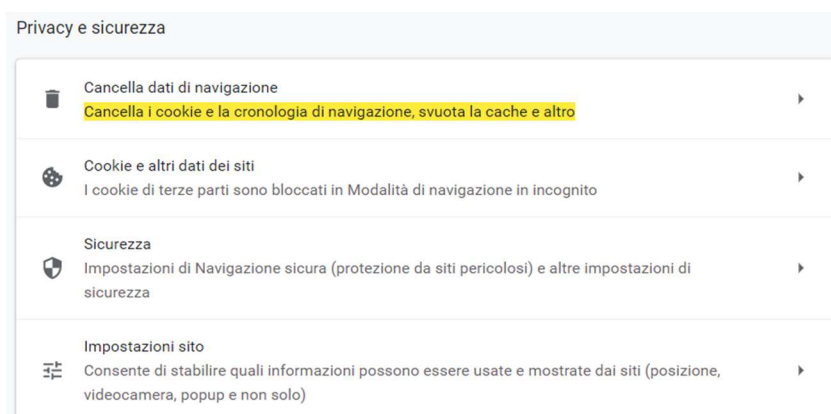 Privacy e sicurezza
Cancella dati di navigazione
Cancella i cookie e la cronologia di navigazione, svuota la cache e altro
Cookie e altri dati dei siti
I cookie di terze parti sono bloccati in Modalità di navigazione in incognito
Sicurezza
Impostazioni di Navigazione sicura (protezione da siti pericolosi) e altre impostazioni di
sicurezza
Impostazioni sito
Consente di stabilire quali informazioni possono essere usate e mostrate dai siti (posizione,
videocamera, popup e non solo)